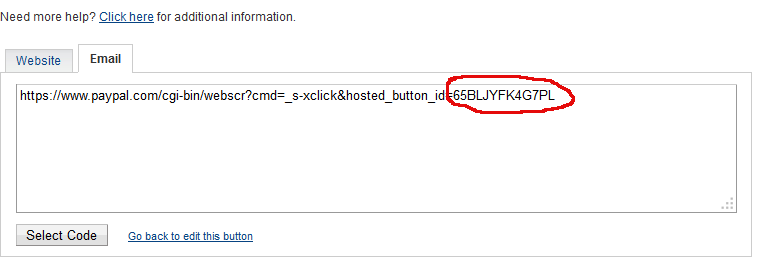 Need more help? Click here for additional information.
Website
Email
https://www.paypal.com/cgi-bin/webscr?cmd=_s-xclick&hosted_button_id=65BLJYFK4G7PL
Select Code
Go back to edit this button